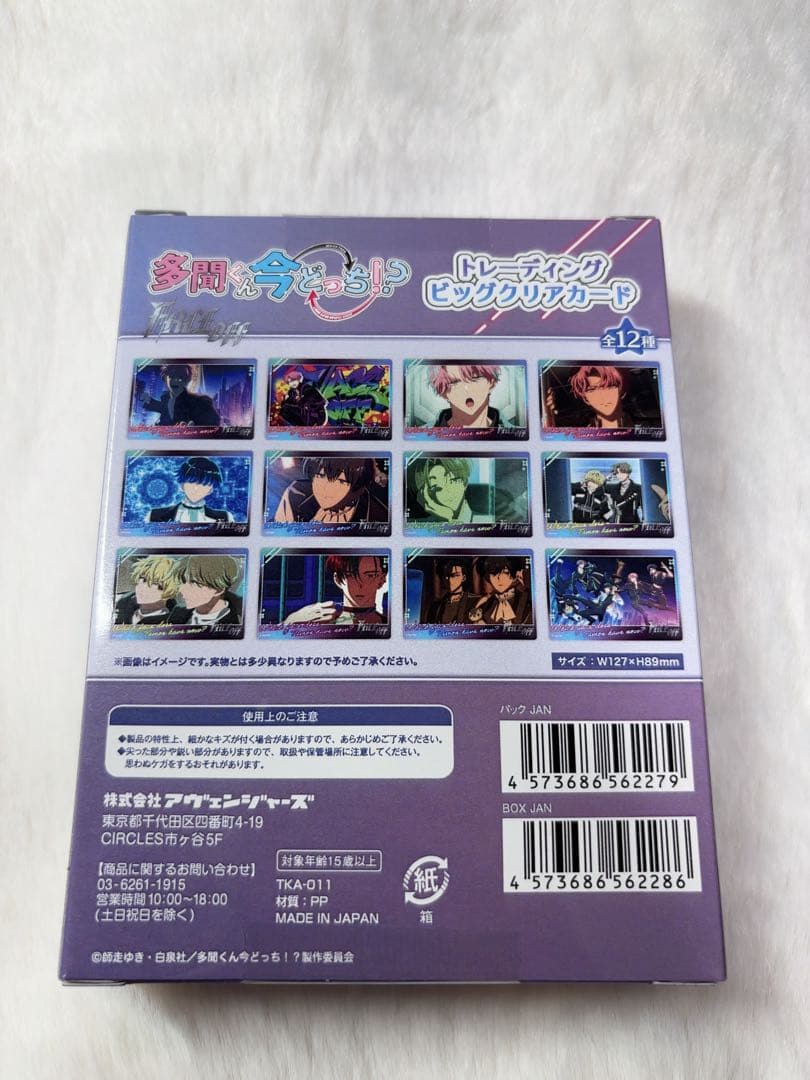 多聞くん今どっち!?
トレーディング
ビッグクリアカード
全12種
※画像はイメージです。実物とは多少異なりますので予めご了承ください。
サイズ：W127×H89mm
使用上のご注意
◆製品の特性上、細かなキズが付く場合がありますので、あらかじめご了承ください。
◆尖った部分や鋭い部分がありますので、取扱や保管場所に注意してください。
思わぬケガをするおそれがあります。
パック JAN
4 573686 562279
BOX JAN
4 573686 562286
株式会社アヴェンジャーズ
東京都千代田区四番町4-19
CIRCLES市ヶ谷5F
【商品に関するお問い合わせ】
03-6261-1915
営業時間10:00~18:00
(土日祝日を除く)
対象年齢15歳以上
TKA-011
材質：PP
MADE IN JAPAN
紙
箱
©師走ゆき・白泉社／多聞くん今どっち！？製作委員会